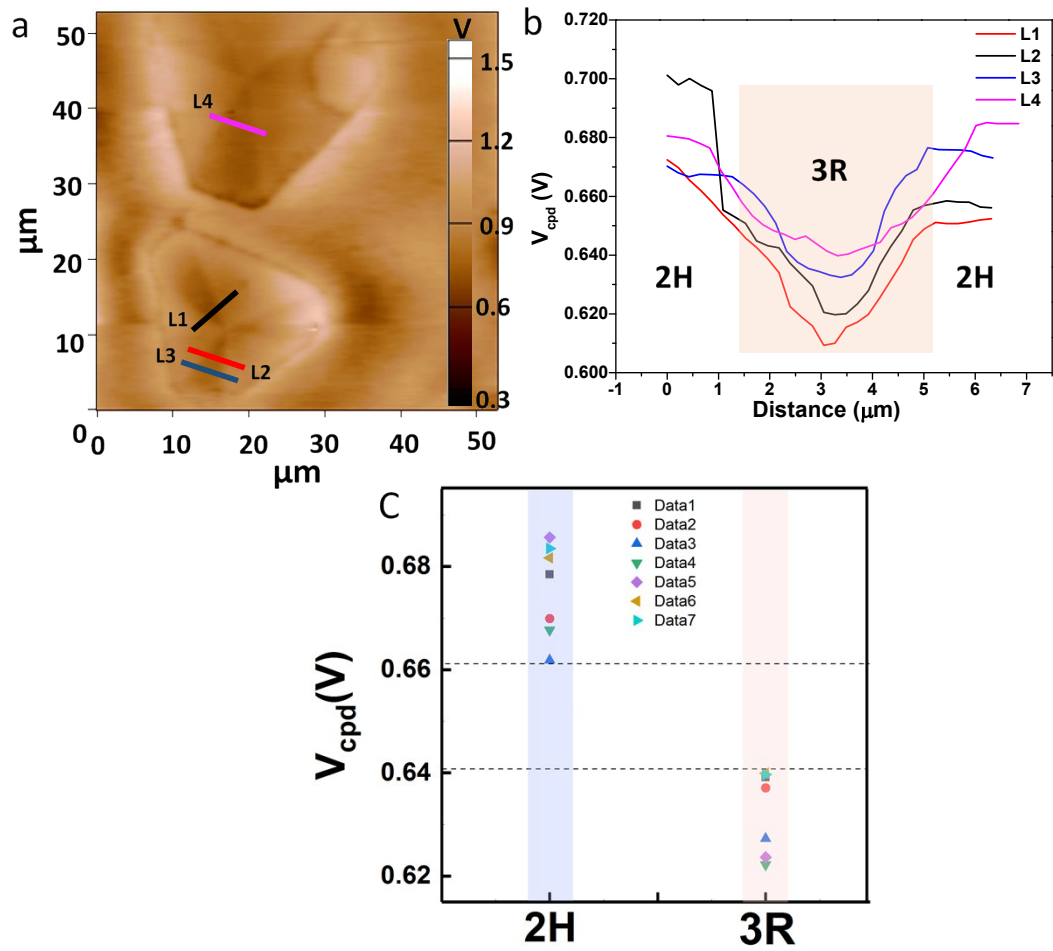 a
V
50
40
30
20
10
0
μm
0
10
20
30
40
50
μm
1.5
1.2
0.9
0.6
0.3
L4
L1
L3
L2
b
0.720
0.700
0.680
0.660
0.640
0.620
0.600
V_cpd (V)
-1
0
1
2
3
4
5
6
7
Distance (μm)
L1
L2
L3
L4
3R
2H
2H
C
0.68
0.66
0.64
0.62
V_cpd(V)
Data1
Data2
Data3
Data4
Data5
Data6
Data7
2H
3R